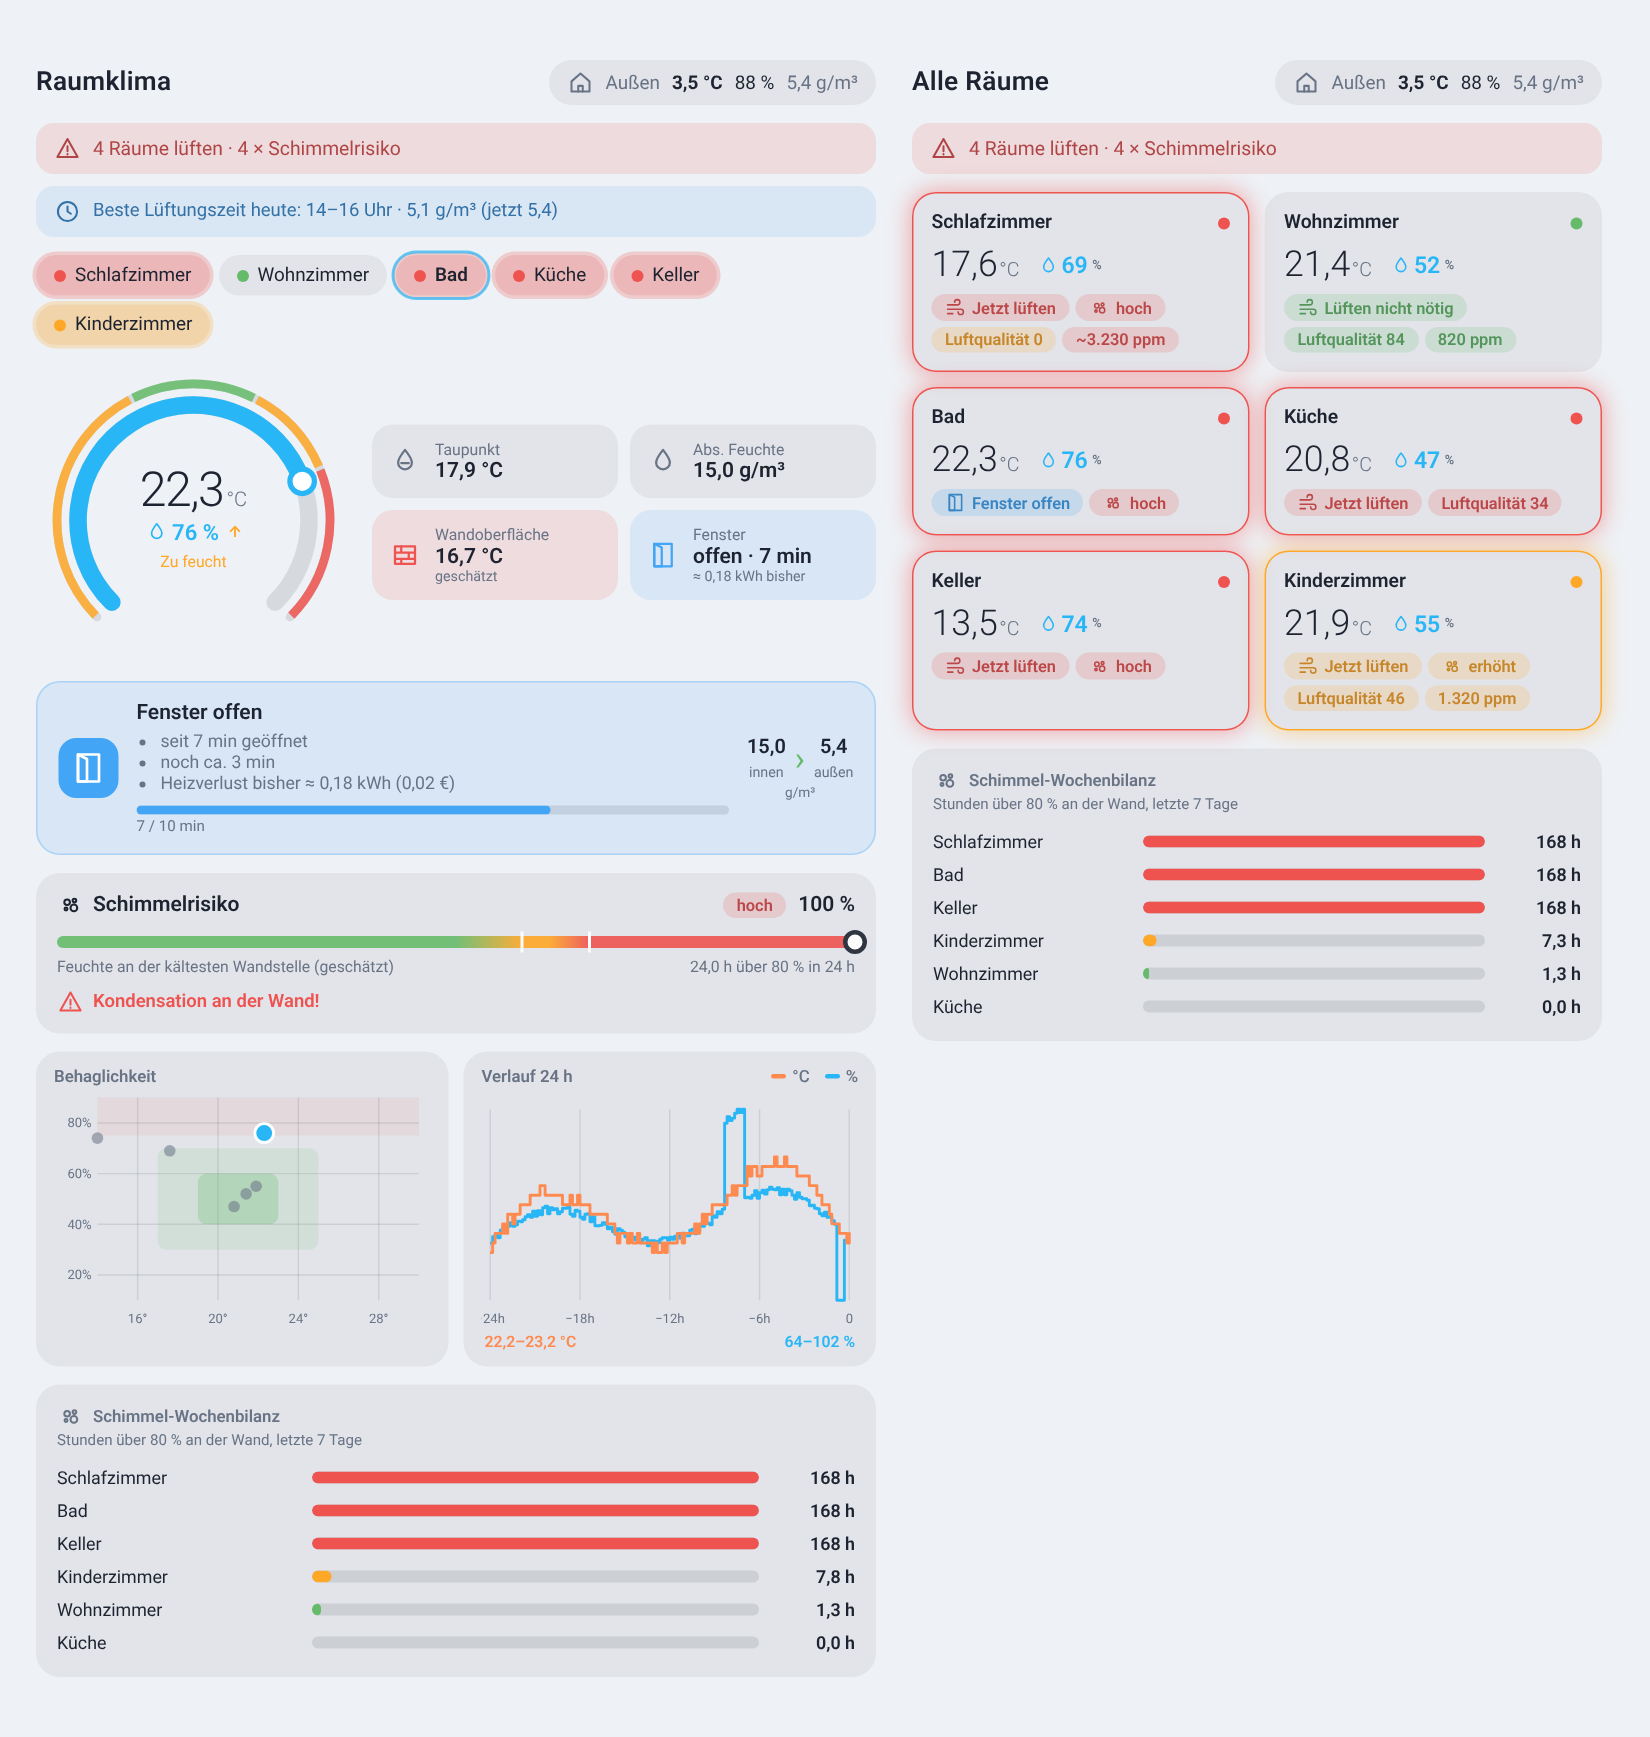 Raumklima
Außen 3,5 °C 88 % 5,4 g/m³
4 Räume lüften · 4 × Schimmelrisiko
Beste Lüftungszeit heute: 14–16 Uhr · 5,1 g/m³ (jetzt 5,4)
Schlafzimmer
Wohnzimmer
Bad
Küche
Keller
Kinderzimmer
22,3 °C
76 %
Zu feucht
Taupunkt
17,9 °C
Abs. Feuchte
15,0 g/m³
Wandoberfläche
16,7 °C
geschätzt
Fenster
offen · 7 min
≈ 0,18 kWh bisher
Fenster offen
• seit 7 min geöffnet
• noch ca. 3 min
• Heizverlust bisher ≈ 0,18 kWh (0,02 €)
7 / 10 min
15,0 › 5,4
innen außen
g/m³
Schimmelrisiko
hoch 100 %
Feuchte an der kältesten Wandstelle (geschätzt)
24,0 h über 80 % in 24 h
Kondensation an der Wand!
Behaglichkeit
80%
60%
40%
20%
16° 20° 24° 28°
Verlauf 24 h
°C %
24h −18h −12h −6h 0
22,2–23,2 °C
64–102 %
Schimmel-Wochenbilanz
Stunden über 80 % an der Wand, letzte 7 Tage
Schlafzimmer 168 h
Bad 168 h
Keller 168 h
Kinderzimmer 7,8 h
Wohnzimmer 1,3 h
Küche 0,0 h
Alle Räume
Außen 3,5 °C 88 % 5,4 g/m³
4 Räume lüften · 4 × Schimmelrisiko
Schlafzimmer
17,6 °C 69 %
Jetzt lüften hoch
Luftqualität 0 ~3.230 ppm
Wohnzimmer
21,4 °C 52 %
Lüften nicht nötig
Luftqualität 84 820 ppm
Bad
22,3 °C 76 %
Fenster offen hoch
Küche
20,8 °C 47 %
Jetzt lüften Luftqualität 34
Keller
13,5 °C 74 %
Jetzt lüften hoch
Kinderzimmer
21,9 °C 55 %
Jetzt lüften erhöht
Luftqualität 46 1.320 ppm
Schimmel-Wochenbilanz
Stunden über 80 % an der Wand, letzte 7 Tage
Schlafzimmer 168 h
Bad 168 h
Keller 168 h
Kinderzimmer 7,3 h
Wohnzimmer 1,3 h
Küche 0,0 h